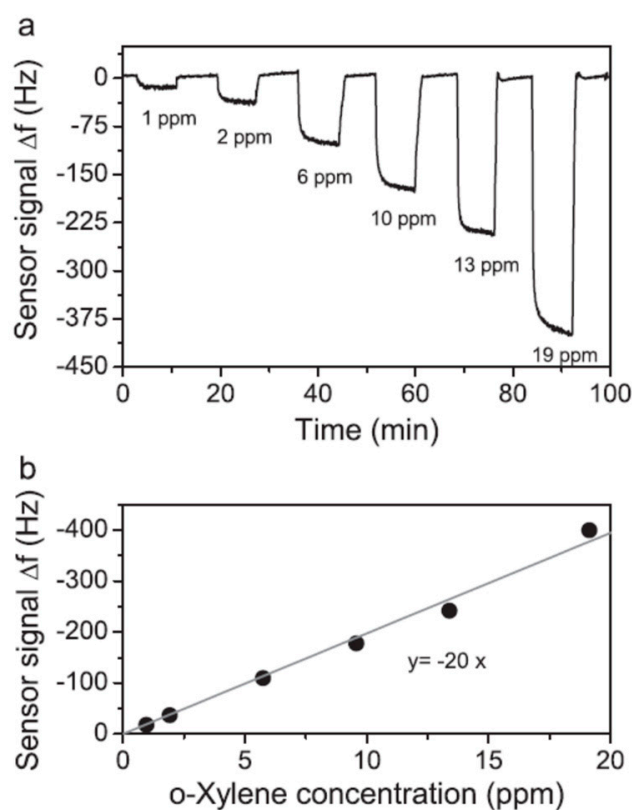 a
Sensor signal Δf (Hz)
0
-75
-150
-225
-300
-375
-450
1 ppm
2 ppm
6 ppm
10 ppm
13 ppm
19 ppm
0 20 40 60 80 100
Time (min)
b
Sensor signal Δf (Hz)
-400
-300
-200
-100
0
y= -20 x
0 5 10 15 20
o-Xylene concentration (ppm)